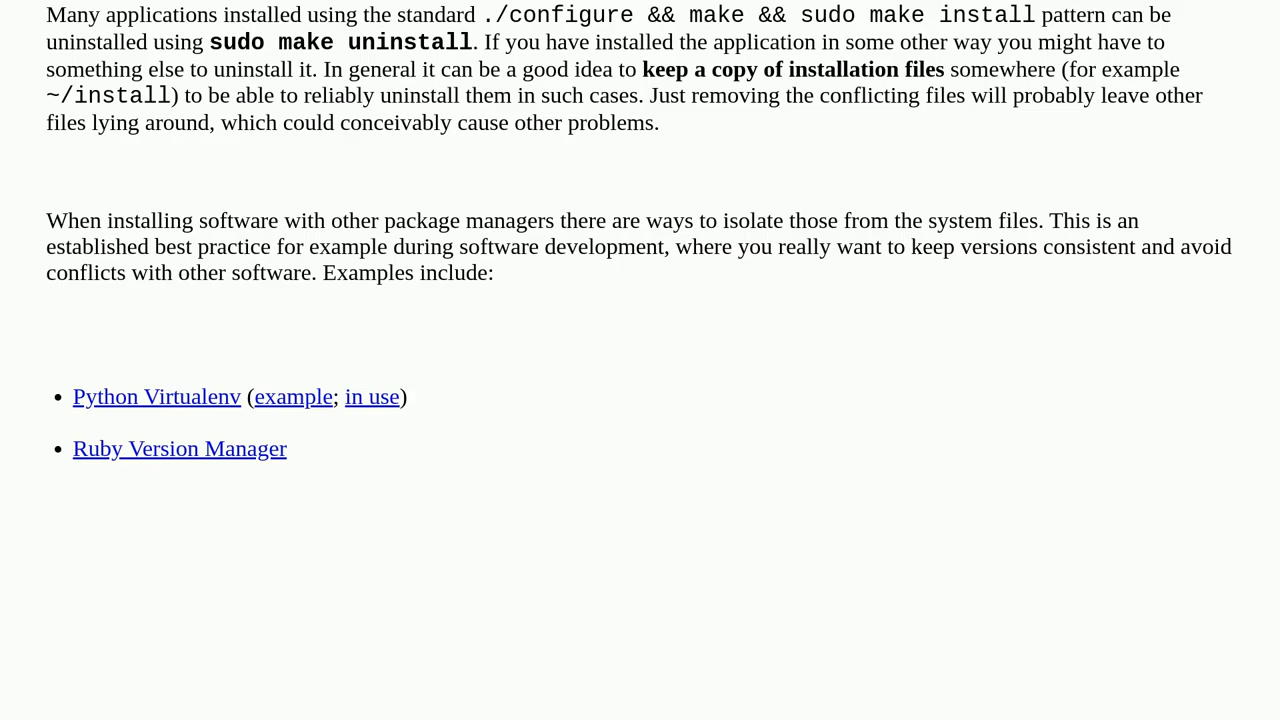 Many applications installed using the standard ./configure && make && sudo make install pattern can be
uninstalled using sudo make uninstall. If you have installed the application in some other way you might have to
something else to uninstall it. In general it can be a good idea to keep a copy of installation files somewhere (for example
~/install) to be able to reliably uninstall them in such cases. Just removing the conflicting files will probably leave other
files lying around, which could conceivably cause other problems.
When installing software with other package managers there are ways to isolate those from the system files. This is an
established best practice for example during software development, where you really want to keep versions consistent and avoid
conflicts with other software. Examples include:
• Python Virtualenv (example; in use)
• Ruby Version Manager